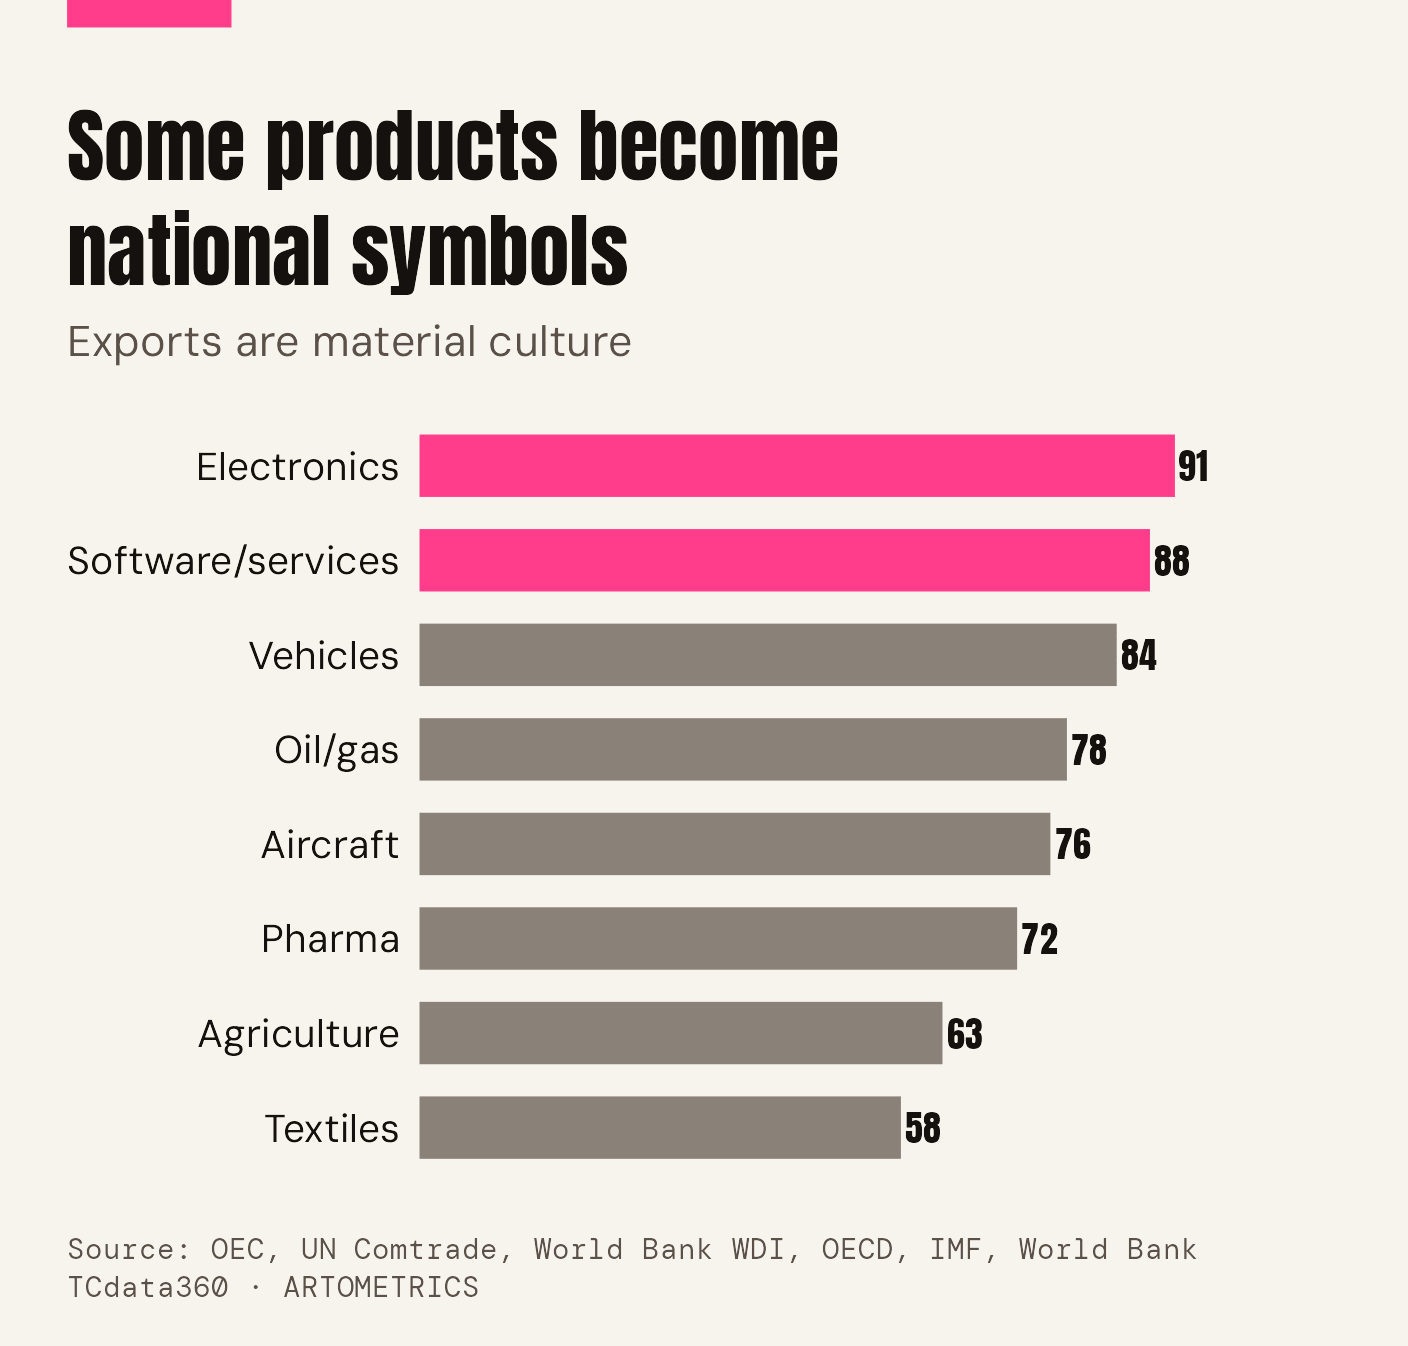 Some products become
national symbols
Exports are material culture
Electronics 91
Software/services 88
Vehicles 84
Oil/gas 78
Aircraft 76
Pharma 72
Agriculture 63
Textiles 58
Source: OEC, UN Comtrade, World Bank WDI, OECD, IMF, World Bank
TCdata360 · ARTOMETRICS